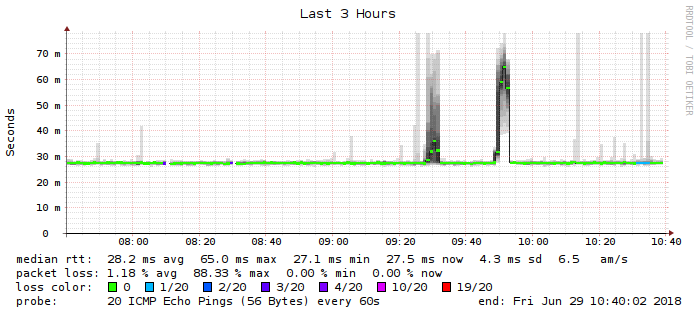 Last 3 Hours
RRDTOOL / TOBI OETIKER
Seconds
70 m
60 m
50 m
40 m
30 m
20 m
10 m
0
08:00 08:20 08:40 09:00 09:20 09:40 10:00 10:20 10:40
median rtt: 28.2 ms avg 65.0 ms max 27.1 ms min 27.5 ms now 4.3 ms sd 6.5 am/s
packet loss: 1.18 % avg 88.33 % max 0.00 % min 0.00 % now
loss color: 0 1/20 2/20 3/20 4/20 10/20 19/20
probe: 20 ICMP Echo Pings (56 Bytes) every 60s end: Fri Jun 29 10:40:02 2018